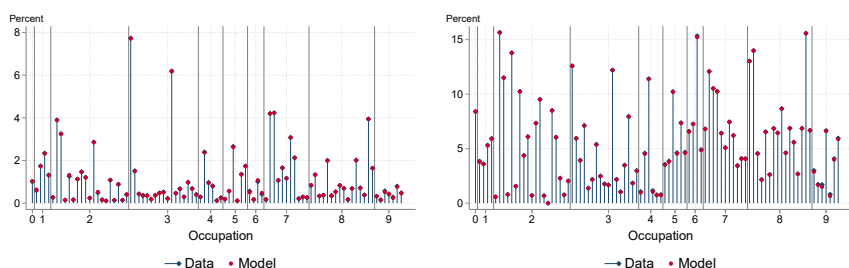 Percent
8
6
4
2
0
0 1 2 3 4 5 6 7 8 9
Occupation
Data Model
Percent
15
10
5
0
0 1 2 3 4 5 6 7 8 9
Occupation
Data Model